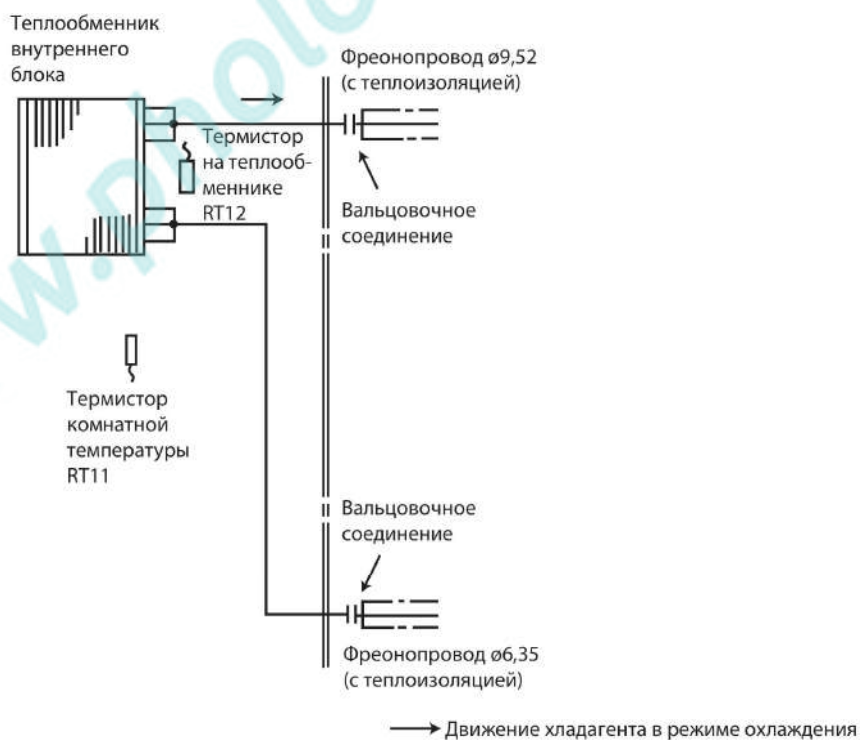 Теплообменник
внутреннего
блока
Фреонопровод ø9,52
(с теплоизоляцией)
Термистор
на теплооб-
меннике
RT12
Вальцовочное
соединение
Термистор
комнатной
температуры
RT11
Вальцовочное
соединение
Фреонопровод ø6,35
(с теплоизоляцией)
Движение хладагента в режиме охлаждения
w.pholo